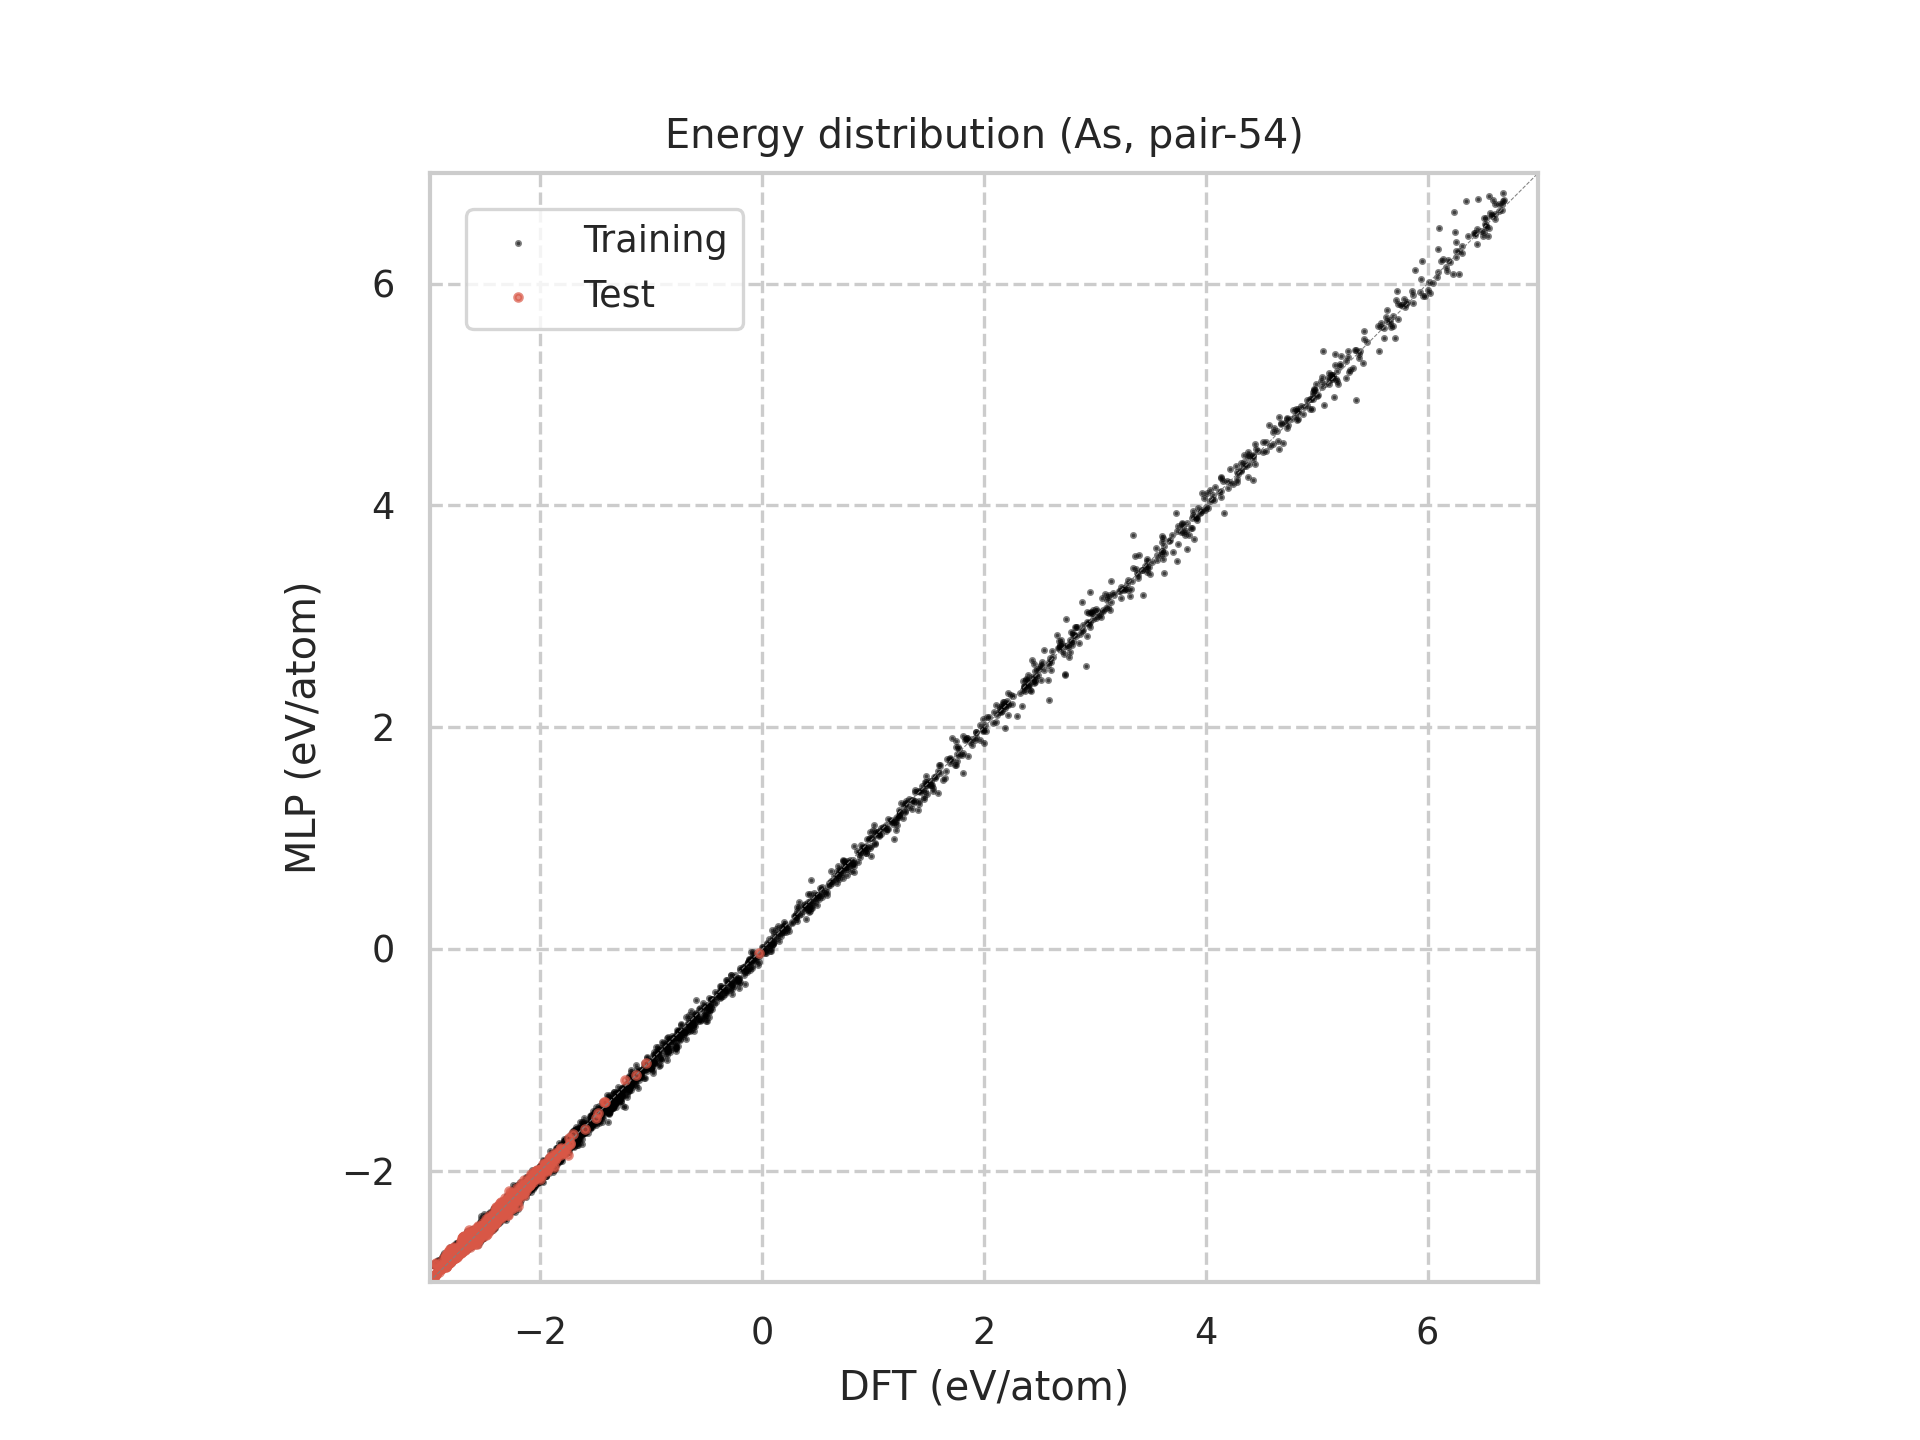 Energy distribution (As, pair-54)
Training
Test
6
4
2
0
−2
MLP (eV/atom)
−2 0 2 4 6
DFT (eV/atom)